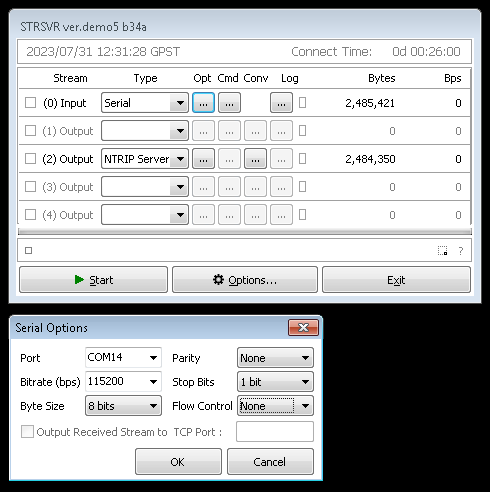 STRSVR ver.demo5 b34a
2023/07/31 12:31:28 GPST Connect Time: 0d 00:26:00
Stream Type Opt Cmd Conv Log Bytes Bps
(0) Input Serial ... ... ... 2,485,421 0
(1) Output ... ... ... ... 0 0
(2) Output NTRIP Server ... ... ... ... 2,484,350 0
(3) Output ... ... ... ... 0 0
(4) Output ... ... ... ... 0 0
?
Start Options... Exit
Serial Options
Port COM14 Parity None
Bitrate (bps) 115200 Stop Bits 1 bit
Byte Size 8 bits Flow Control None
Output Received Stream to TCP Port :
OK Cancel